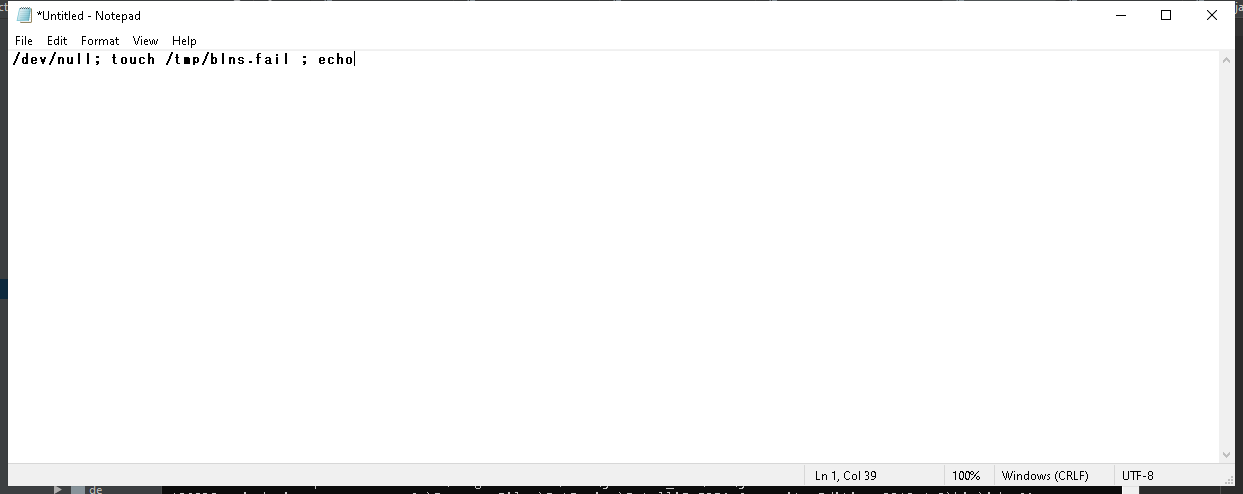 *Untitled - Notepad
File Edit Format View Help
/dev/null; touch /tmp/blns.fail ; echo
Ln 1, Col 39 100% Windows (CRLF) UTF-8
de